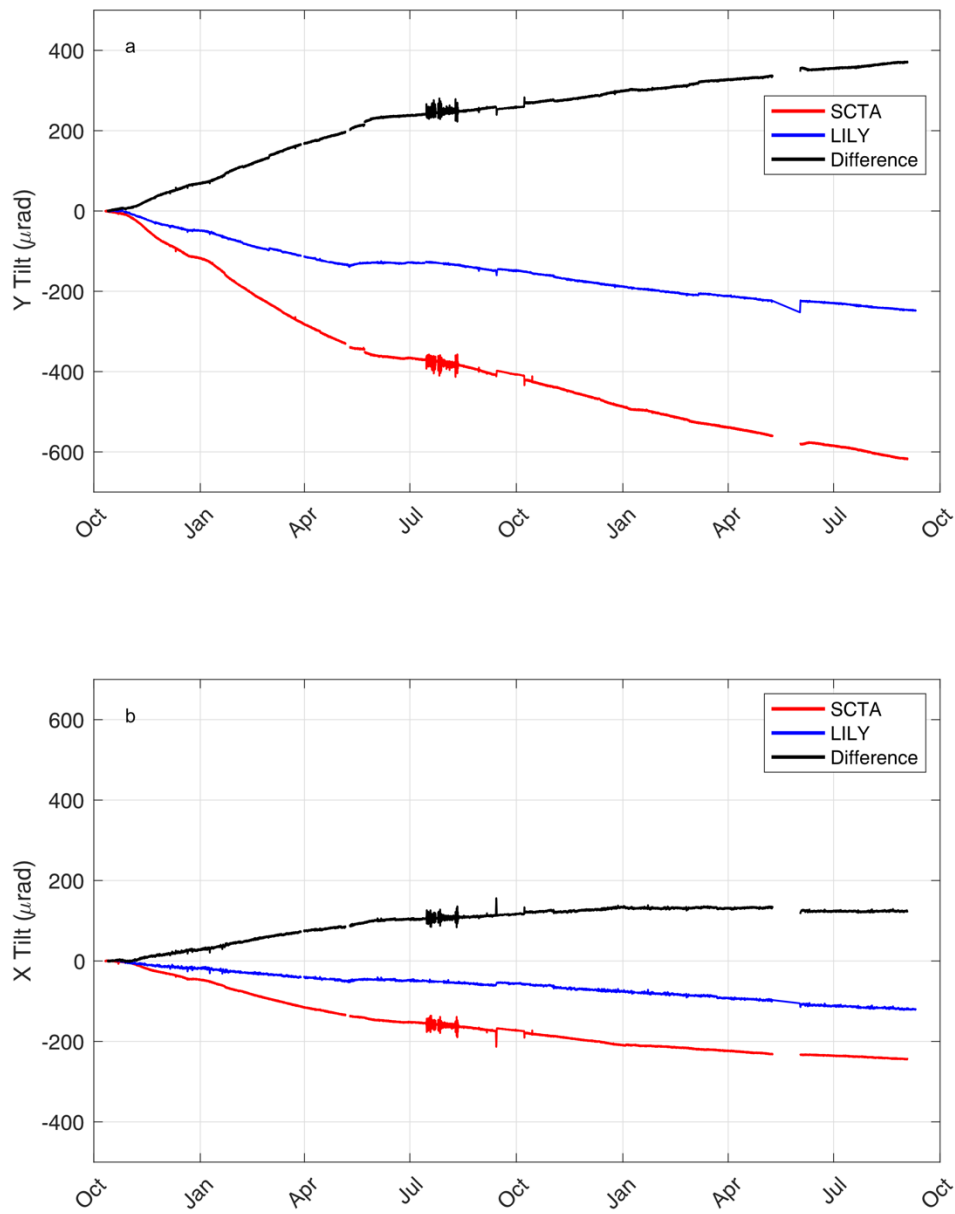 a
400
200
0
-200
-400
-600
Y Tilt (μrad)
SCTA
LILY
Difference
Oct Jan Apr Jul Oct Jan Apr Jul Oct
b
600
400
200
0
-200
-400
X Tilt (μrad)
SCTA
LILY
Difference
Oct Jan Apr Jul Oct Jan Apr Jul Oct